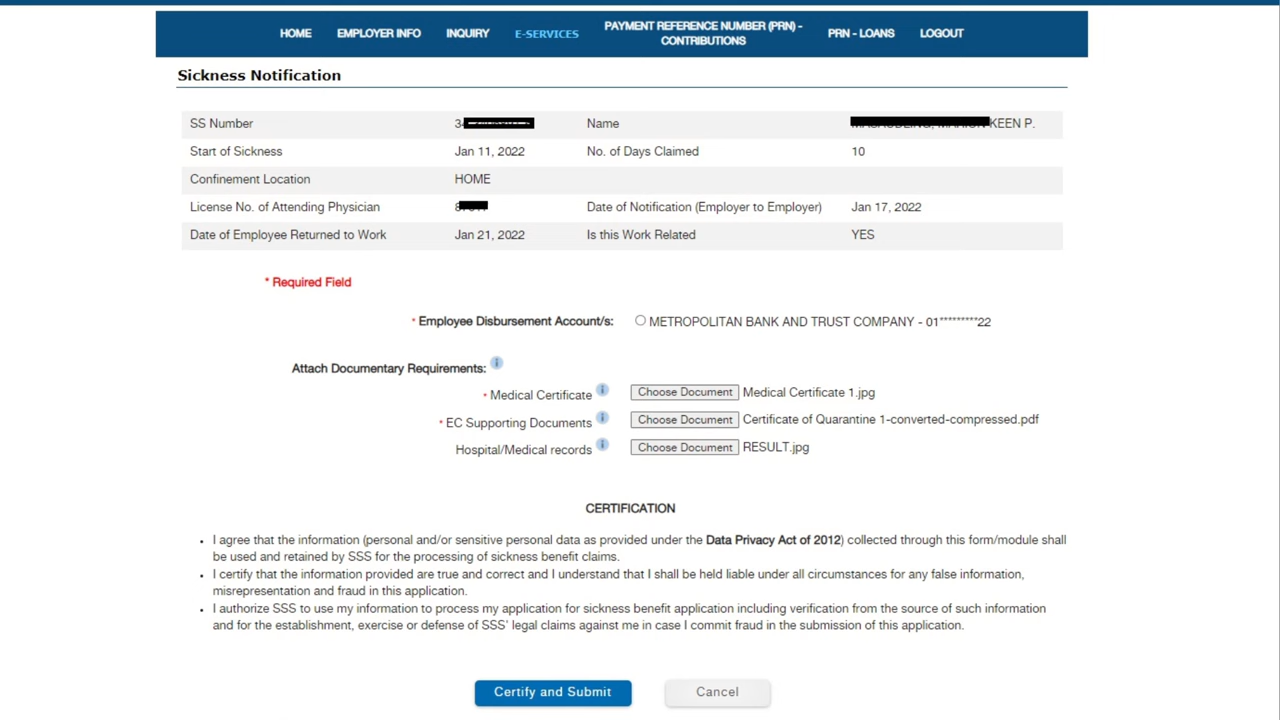 HOME EMPLOYER INFO INQUIRY E-SERVICES PAYMENT REFERENCE NUMBER (PRN) - CONTRIBUTIONS PRN - LOANS LOGOUT
Sickness Notification
SS Number 3 Name KEEN P.
Start of Sickness Jan 11, 2022 No. of Days Claimed 10
Confinement Location HOME
License No. of Attending Physician Date of Notification (Employer to Employer) Jan 17, 2022
Date of Employee Returned to Work Jan 21, 2022 Is this Work Related YES
* Required Field
* Employee Disbursement Account/s: METROPOLITAN BANK AND TRUST COMPANY - 01*********22
Attach Documentary Requirements:
* Medical Certificate Choose Document Medical Certificate 1.jpg
* EC Supporting Documents Choose Document Certificate of Quarantine 1-converted-compressed.pdf
Hospital/Medical records Choose Document RESULT.jpg
CERTIFICATION
• I agree that the information (personal and/or sensitive personal data as provided under the Data Privacy Act of 2012) collected through this form/module shall
be used and retained by SSS for the processing of sickness benefit claims.
• I certify that the information provided are true and correct and I understand that I shall be held liable under all circumstances for any false information,
misrepresentation and fraud in this application.
• I authorize SSS to use my information to process my application for sickness benefit application including verification from the source of such information
and for the establishment, exercise or defense of SSS' legal claims against me in case I commit fraud in the submission of this application.
Certify and Submit Cancel